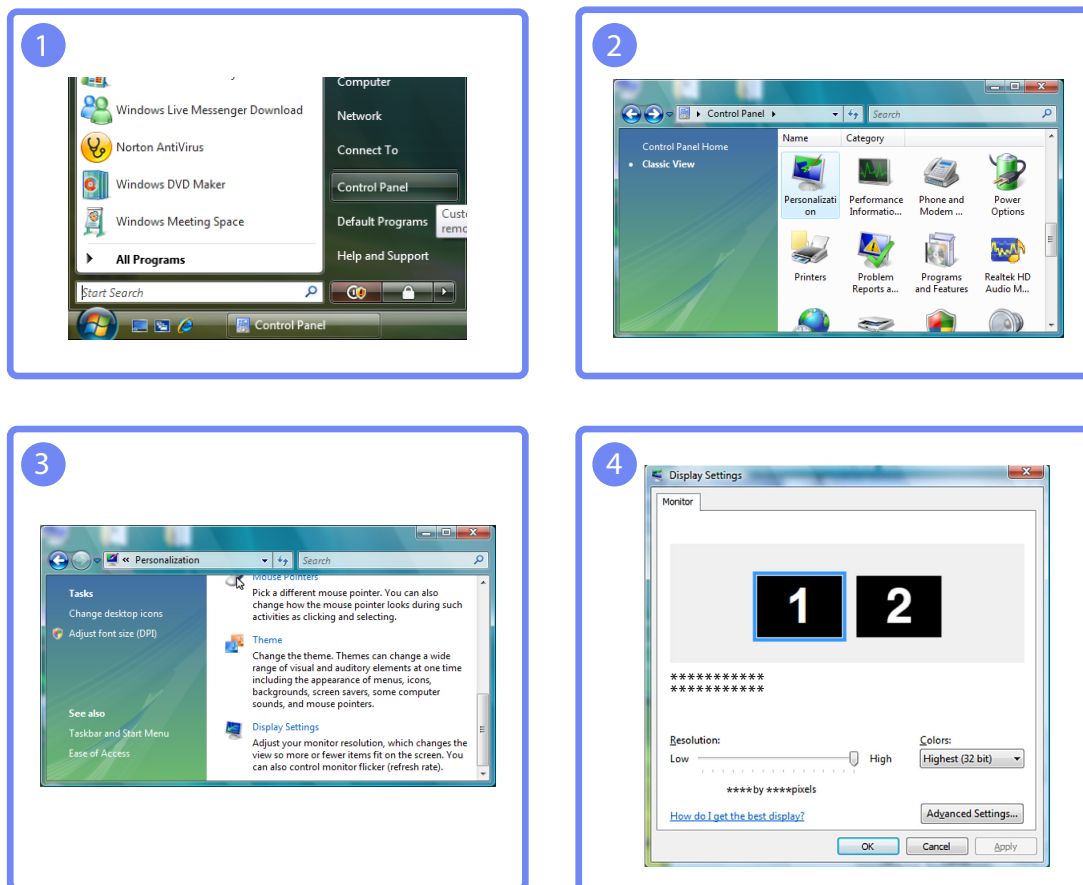 1
Computer
Windows Live Messenger Download
Network
Norton AntiVirus
Connect To
Windows DVD Maker
Control Panel
Windows Meeting Space
Default Programs
All Programs
Help and Support
Start Search
Control Panel
2
Control Panel
Search
Control Panel Home
Classic View
Name Category
Personalizati
on
Performance
Informatio...
Phone and
Modem ...
Power
Options
Printers
Problem
Reports a...
Programs
and Features
Realtek HD
Audio M...
3
Personalization
Search
Tasks
Change desktop icons
Adjust font size (DPI)
See also
Taskbar and Start Menu
Ease of Access
Mouse Pointers
Pick a different mouse pointer. You can also
change how the mouse pointer looks during such
activities as clicking and selecting.
Theme
Change the theme. Themes can change a wide
range of visual and auditory elements at one time
including the appearance of menus, icons,
backgrounds, screen savers, some computer
sounds, and mouse pointers.
Display Settings
Adjust your monitor resolution, which changes the
view so more or fewer items fit on the screen. You
can also control monitor flicker (refresh rate).
4
Display Settings
Monitor
1 2
***********
***********
Resolution:
Low High
****by ****pixels
Colors:
Highest (32 bit)
How do I get the best display?
Advanced Settings...
OK Cancel Apply